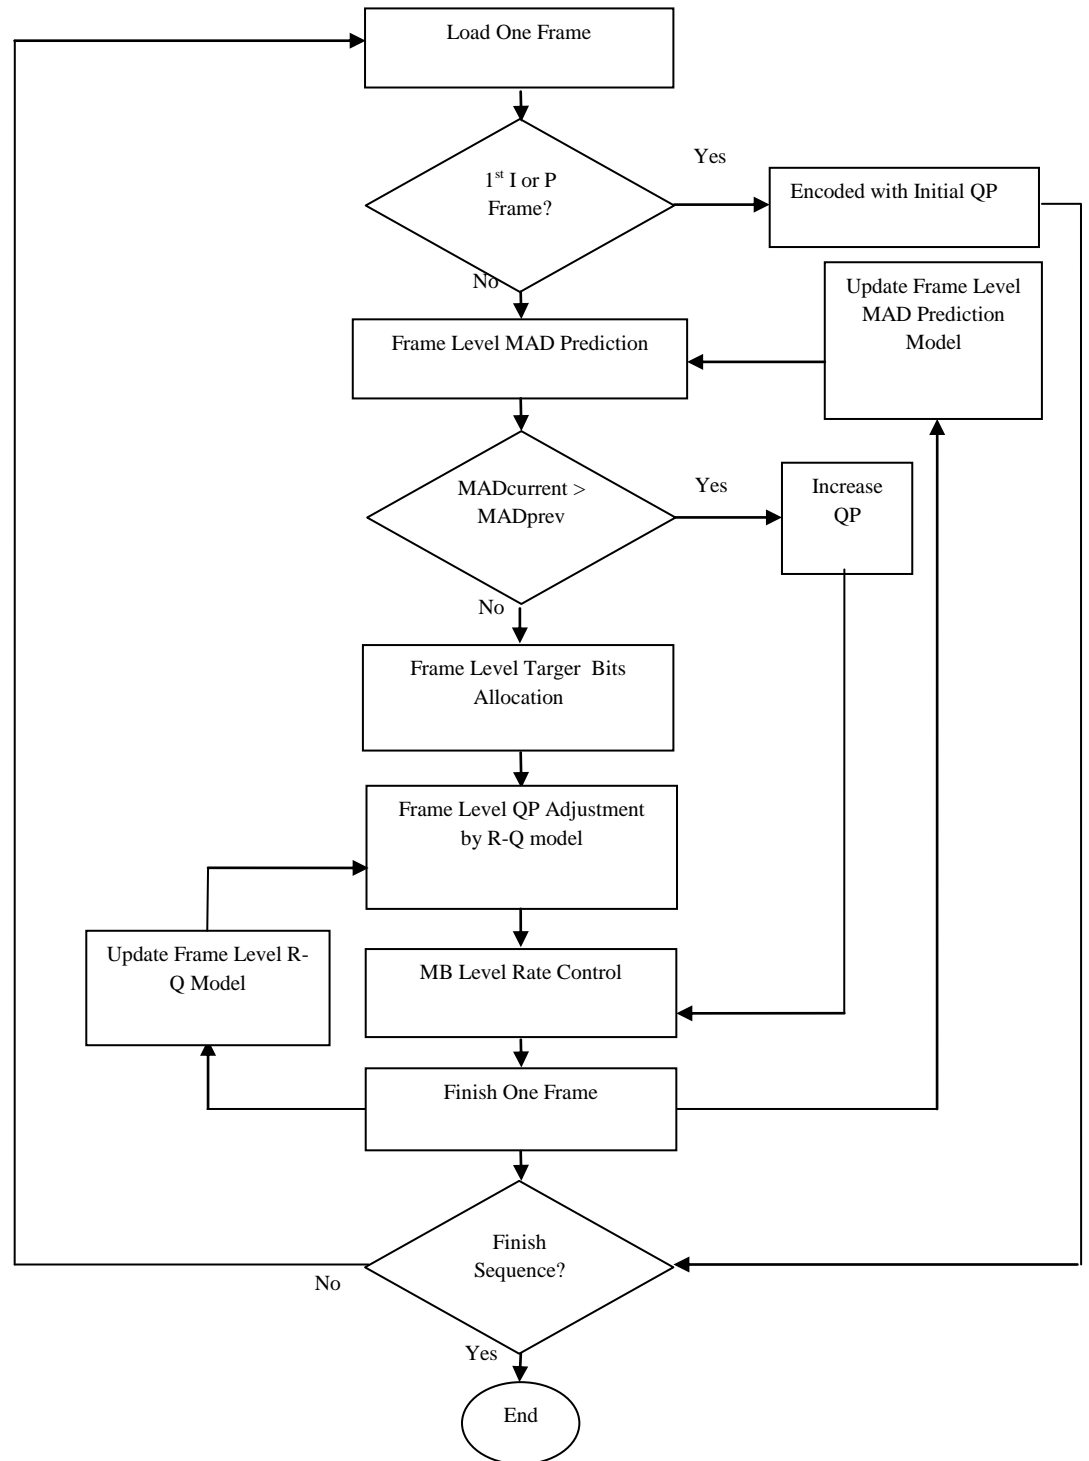 Load One Frame
Yes
1st I or P
Frame?
Encoded with Initial QP
No
Update Frame Level
MAD Prediction
Model
Frame Level MAD Prediction
MADcurrent >
MADprev
Yes
Increase
QP
No
Frame Level Targer Bits
Allocation
Frame Level QP Adjustment
by R-Q model
Update Frame Level R-
Q Model
MB Level Rate Control
Finish One Frame
Finish
Sequence?
No
Yes
End